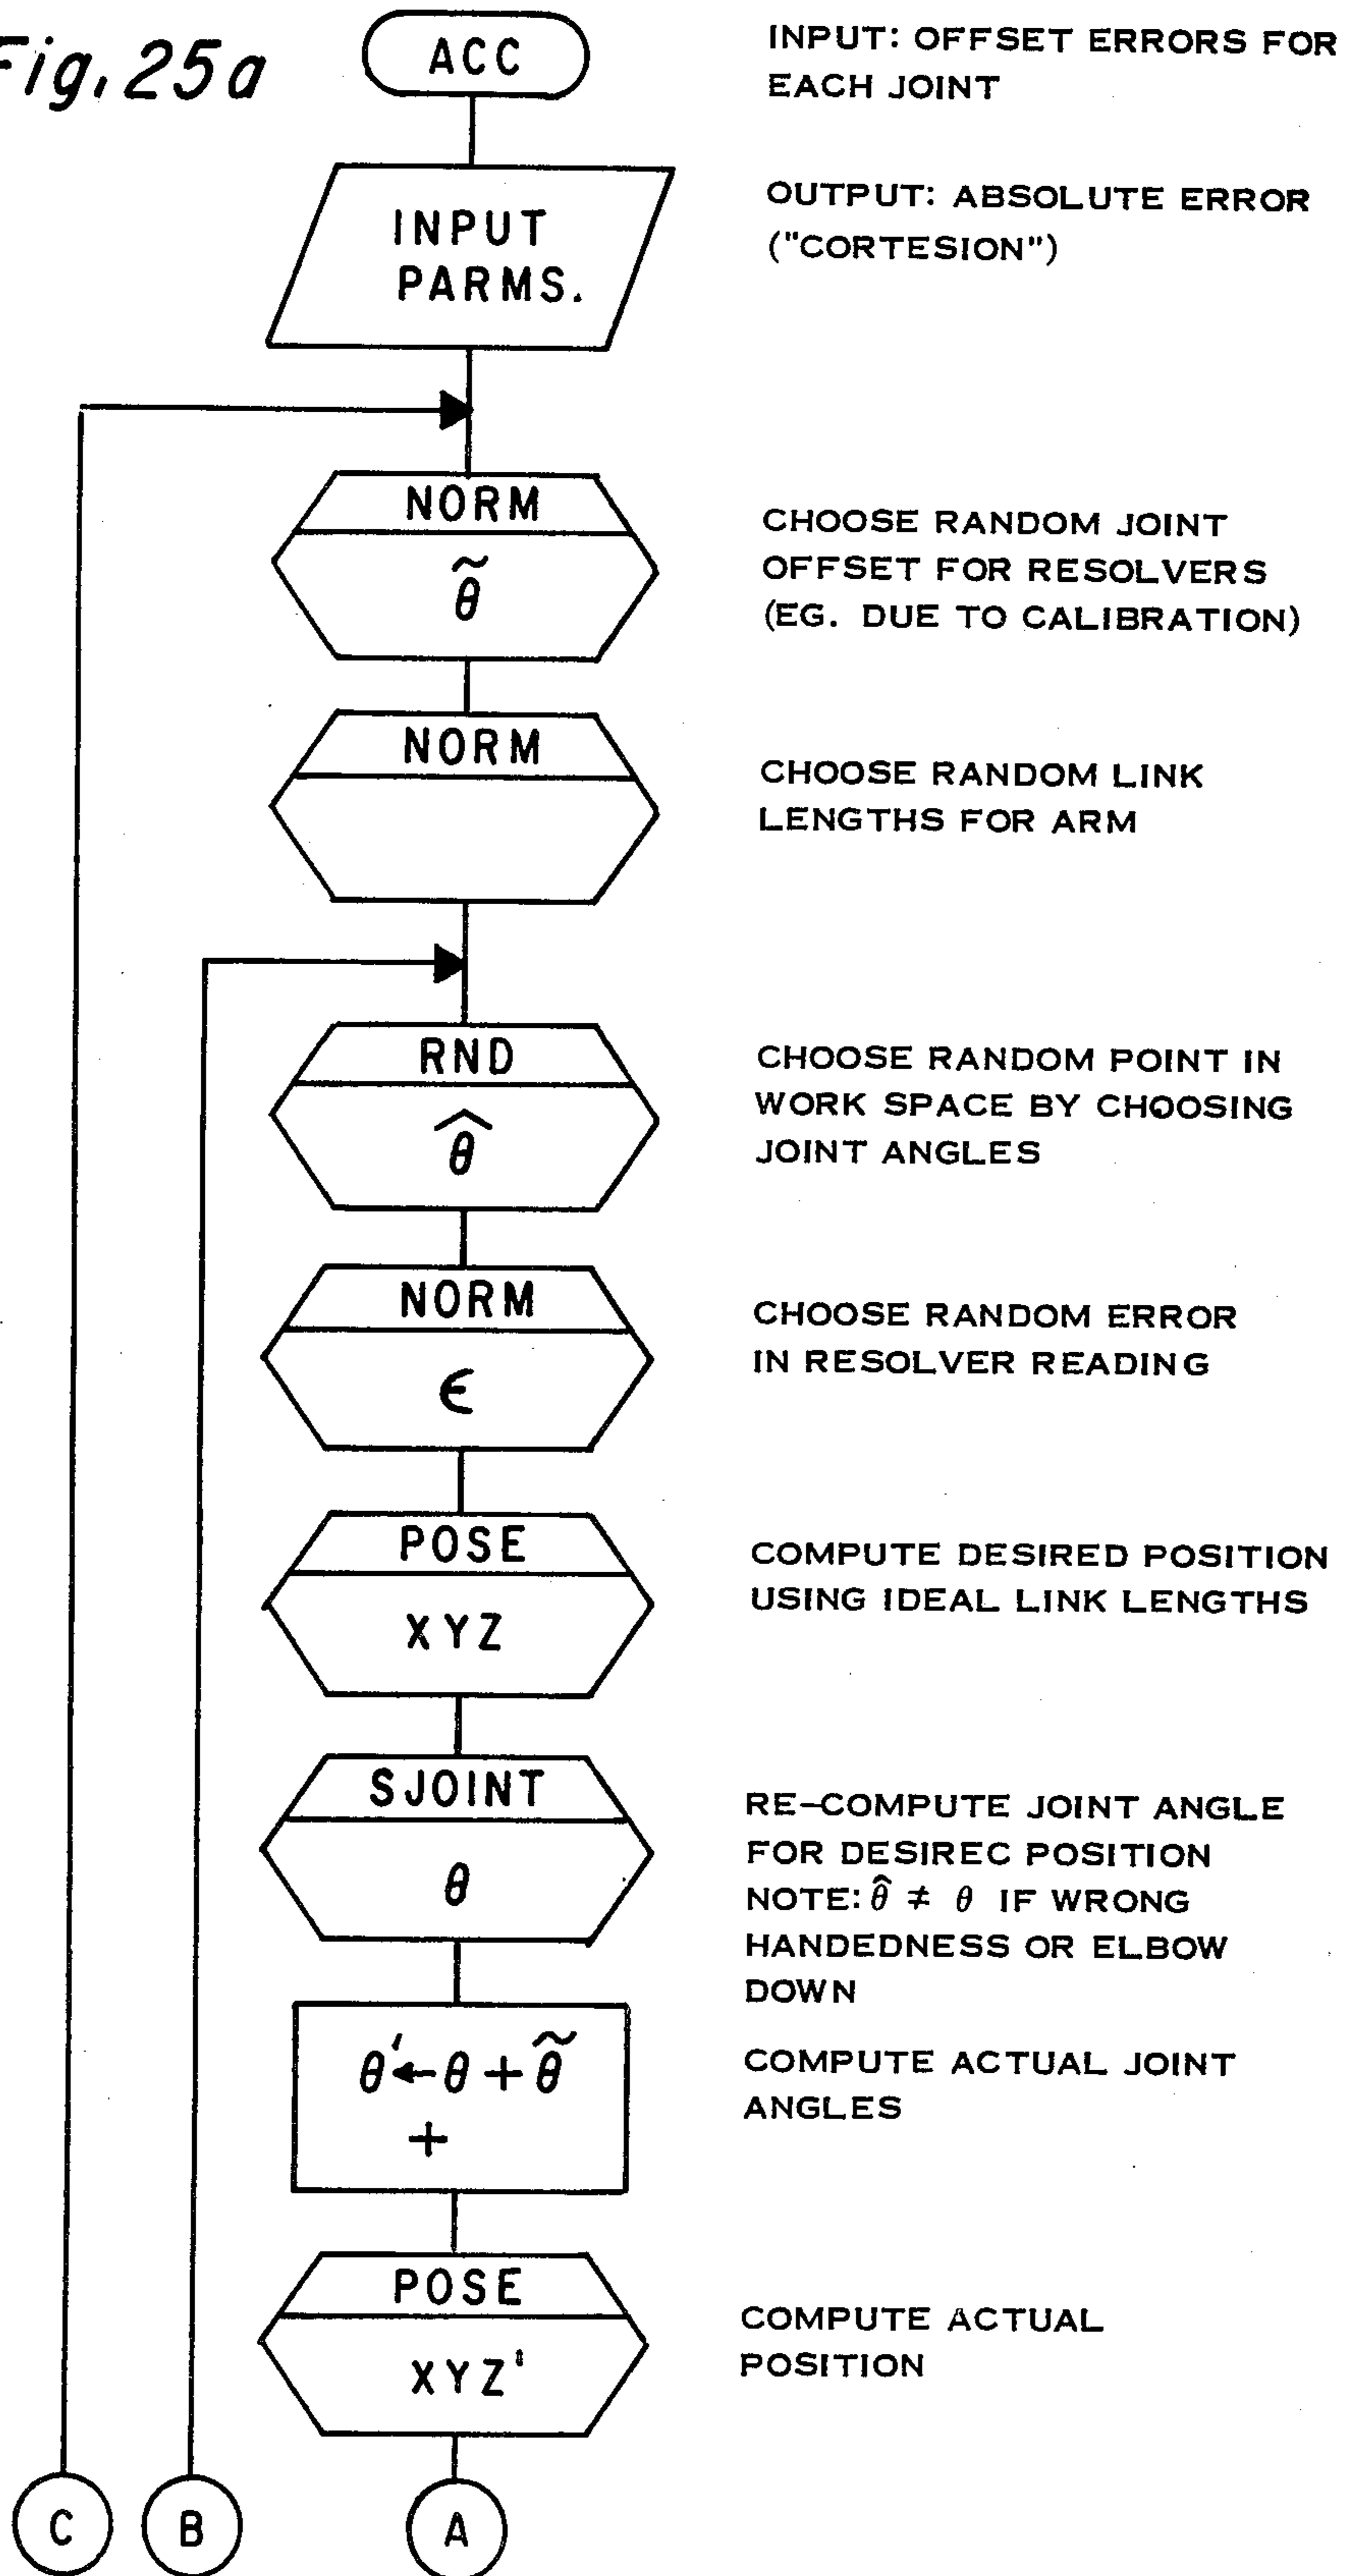 Fig. 25a
ACC
INPUT: OFFSET ERRORS FOR
EACH JOINT
INPUT
PARMS.
OUTPUT: ABSOLUTE ERROR
("CORTESION")
NORM
θ̃
CHOOSE RANDOM JOINT
OFFSET FOR RESOLVERS
(EG. DUE TO CALIBRATION)
NORM
CHOOSE RANDOM LINK
LENGTHS FOR ARM
RND
θ̂
CHOOSE RANDOM POINT IN
WORK SPACE BY CHOOSING
JOINT ANGLES
NORM
ϵ
CHOOSE RANDOM ERROR
IN RESOLVER READING
POSE
XYZ
COMPUTE DESIRED POSITION
USING IDEAL LINK LENGTHS
SJOINT
θ
RE-COMPUTE JOINT ANGLE
FOR DESIREC POSITION
NOTE: θ̂ ≠ θ IF WRONG
HANDEDNESS OR ELBOW
DOWN
θ′←θ + θ̃
+
COMPUTE ACTUAL JOINT
ANGLES
POSE
XYZ'
COMPUTE ACTUAL
POSITION
C
B
A